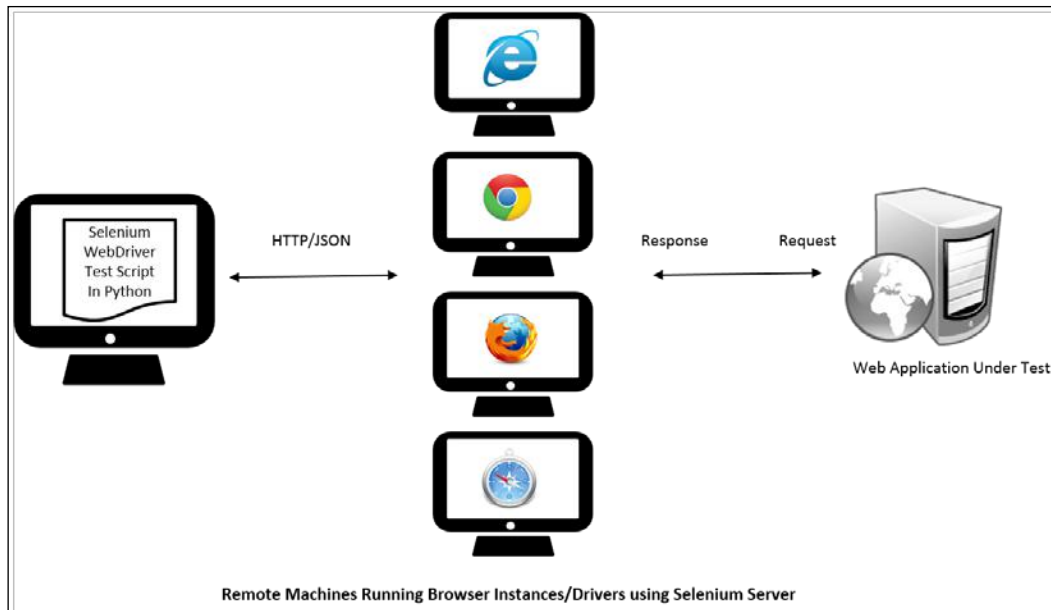 Selenium
WebDriver
Test Script
In Python
HTTP/JSON
Response
Request
Web Application Under Test
Remote Machines Running Browser Instances/Drivers using Selenium Server